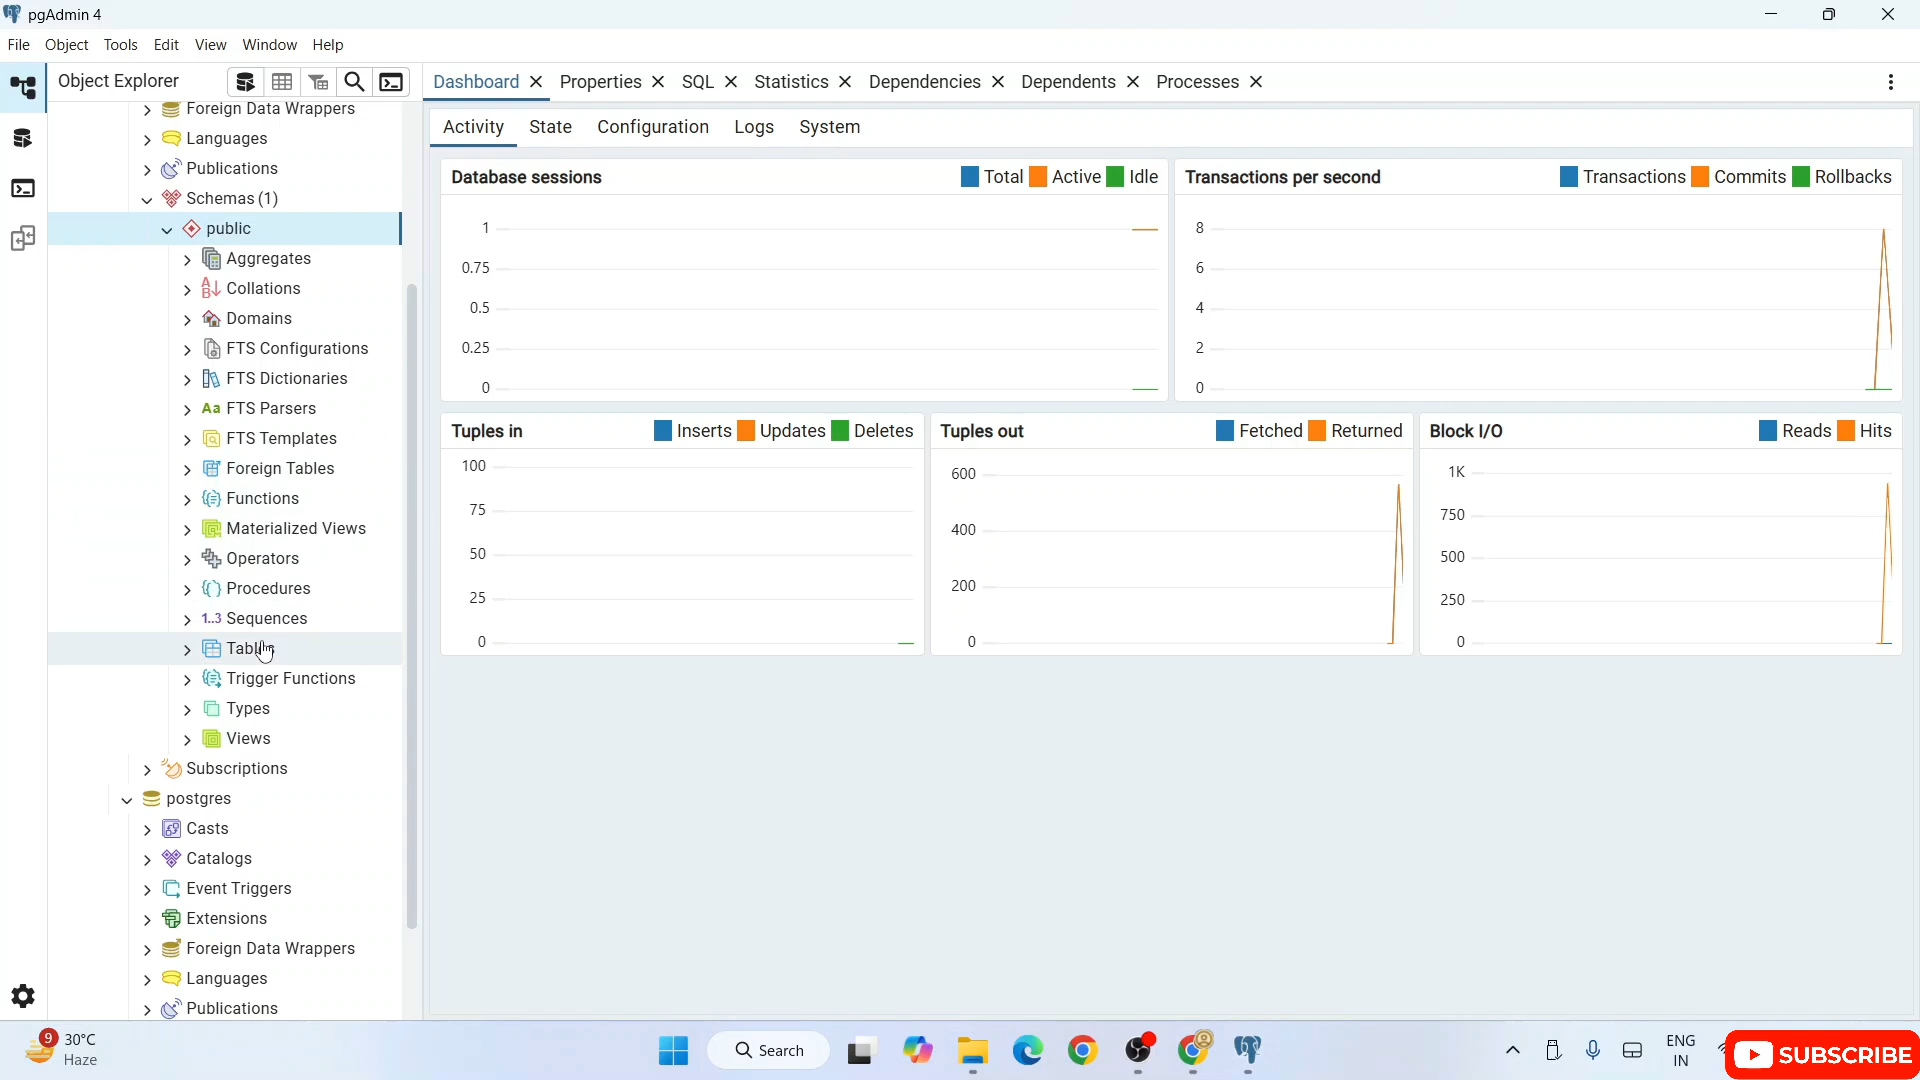 pgAdmin 4
File Object Tools Edit View Window Help
Object Explorer
Dashboard Properties SQL Statistics Dependencies Dependents Processes
Foreign Data Wrappers
Languages
Publications
Schemas (1)
public
Aggregates
Collations
Domains
FTS Configurations
FTS Dictionaries
Aa FTS Parsers
FTS Templates
Foreign Tables
Functions
Materialized Views
Operators
Procedures
1..3 Sequences
Tables
Trigger Functions
Types
Views
Subscriptions
postgres
Casts
Catalogs
Event Triggers
Extensions
Foreign Data Wrappers
Languages
Publications
Activity State Configuration Logs System
Database sessions Total Active Idle
1
0.75
0.5
0.25
0
Transactions per second Transactions Commits Rollbacks
8
6
4
2
0
Tuples in Inserts Updates Deletes
100
75
50
25
0
Tuples out Fetched Returned
600
400
200
0
Block I/O Reads Hits
1K
750
500
250
0
9
30°C
Haze
Search
ENG
IN
SUBSCRIBE